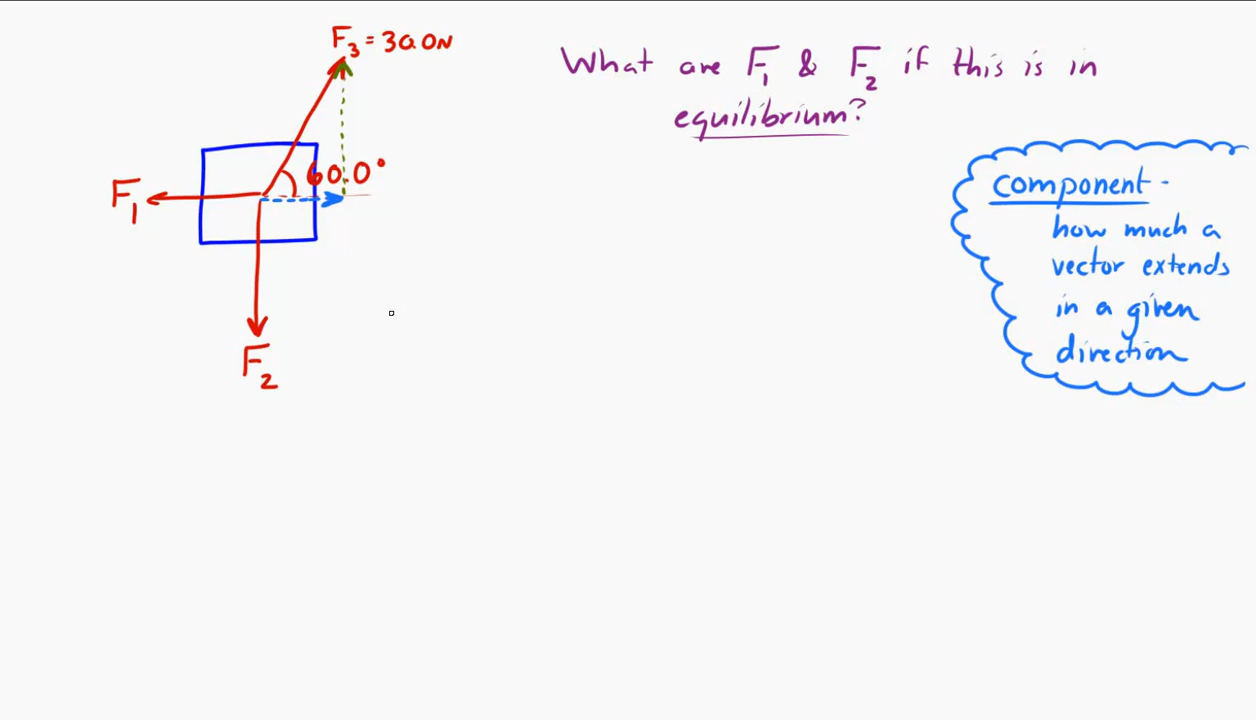 F3 = 30.0N
What are F1 & F2 if this is in
equilibrium?
60.0°
F1
component -
how much a
vector extends
in a given
direction
F2